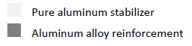 Pure aluminum stabilizer
Aluminum alloy reinforcement